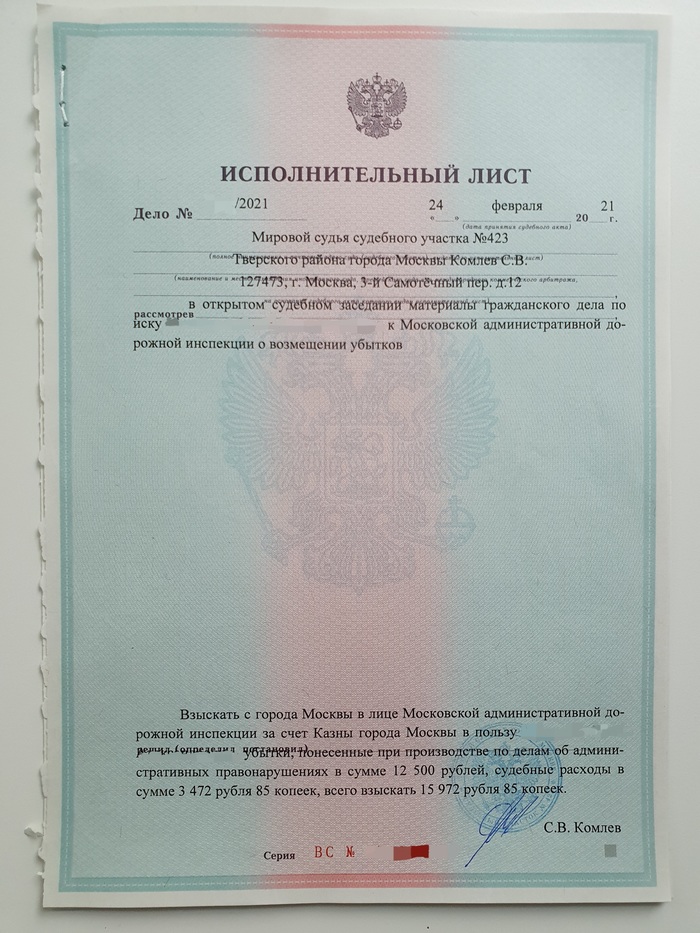 ИСПОЛНИТЕЛЬНЫЙ ЛИСТ
Дело № /2021 24 февраля 20 21 г.
(дата принятия судебного акта)
Мировой судья судебного участка №423
Тверского района города Москвы Комлев С.В.
127473, г. Москва, 3-й Самотечный пер. д.12
рассмотрев в открытом судебном заседании материалы гражданского дела по
иску к Московской административной до-
рожной инспекции о возмещении убытков
Взыскать с города Москвы в лице Московской административной до-
рожной инспекции за счет Казны города Москвы в пользу
убытки, понесенные при производстве по делам об админи-
стративных правонарушениях в сумме 12 500 рублей, судебные расходы в
сумме 3 472 рубля 85 копеек, всего взыскать 15 972 рубля 85 копеек.
С.В. Комлев
Серия ВС №